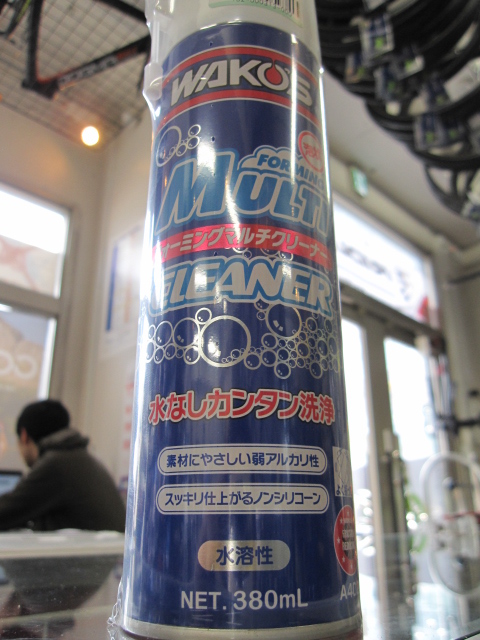 WAKO'S
FORMING
MULTI
ォーミングマルチクリーナー
CLEANER
水なしカンタン洗浄
素材にやさしい弱アルカリ性
スッキリ仕上がるノンシリコーン
水溶性
NET. 380mL